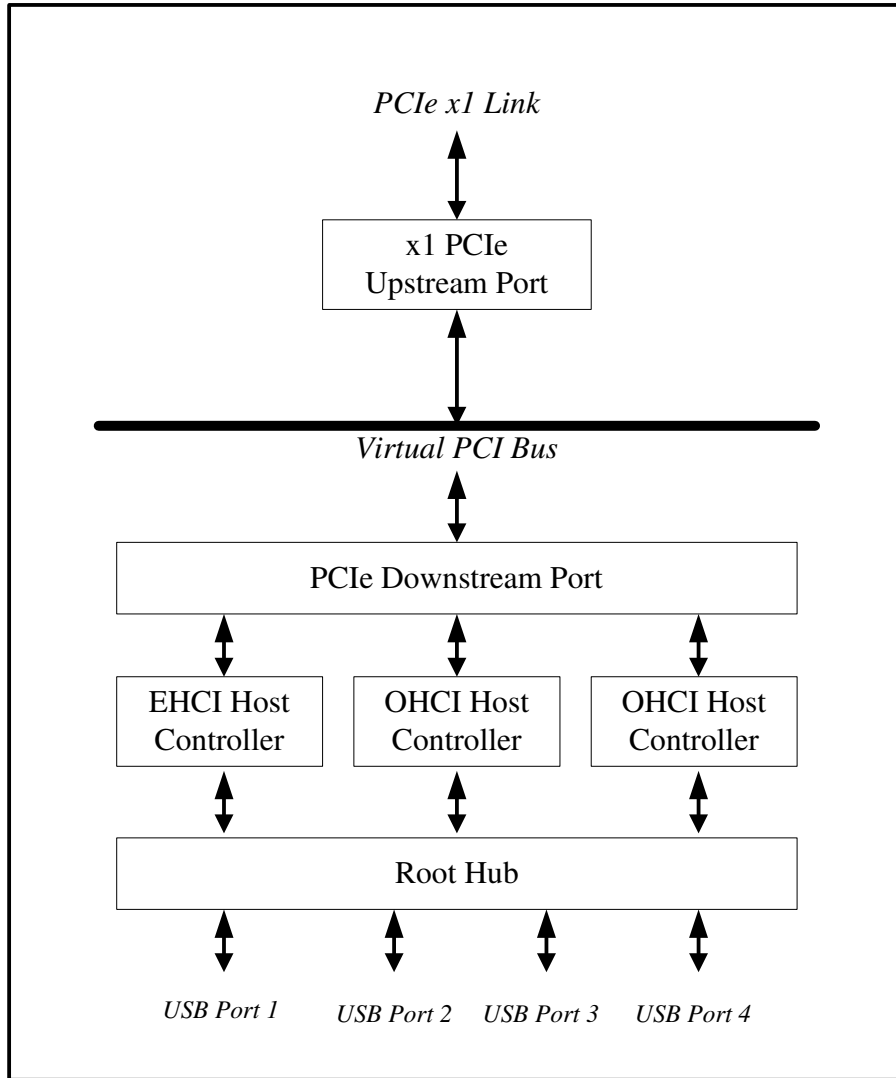 PCIe x1 Link
x1 PCIe
Upstream Port
Virtual PCI Bus
PCIe Downstream Port
EHCI Host
Controller
OHCI Host
Controller
OHCI Host
Controller
Root Hub
USB Port 1
USB Port 2
USB Port 3
USB Port 4